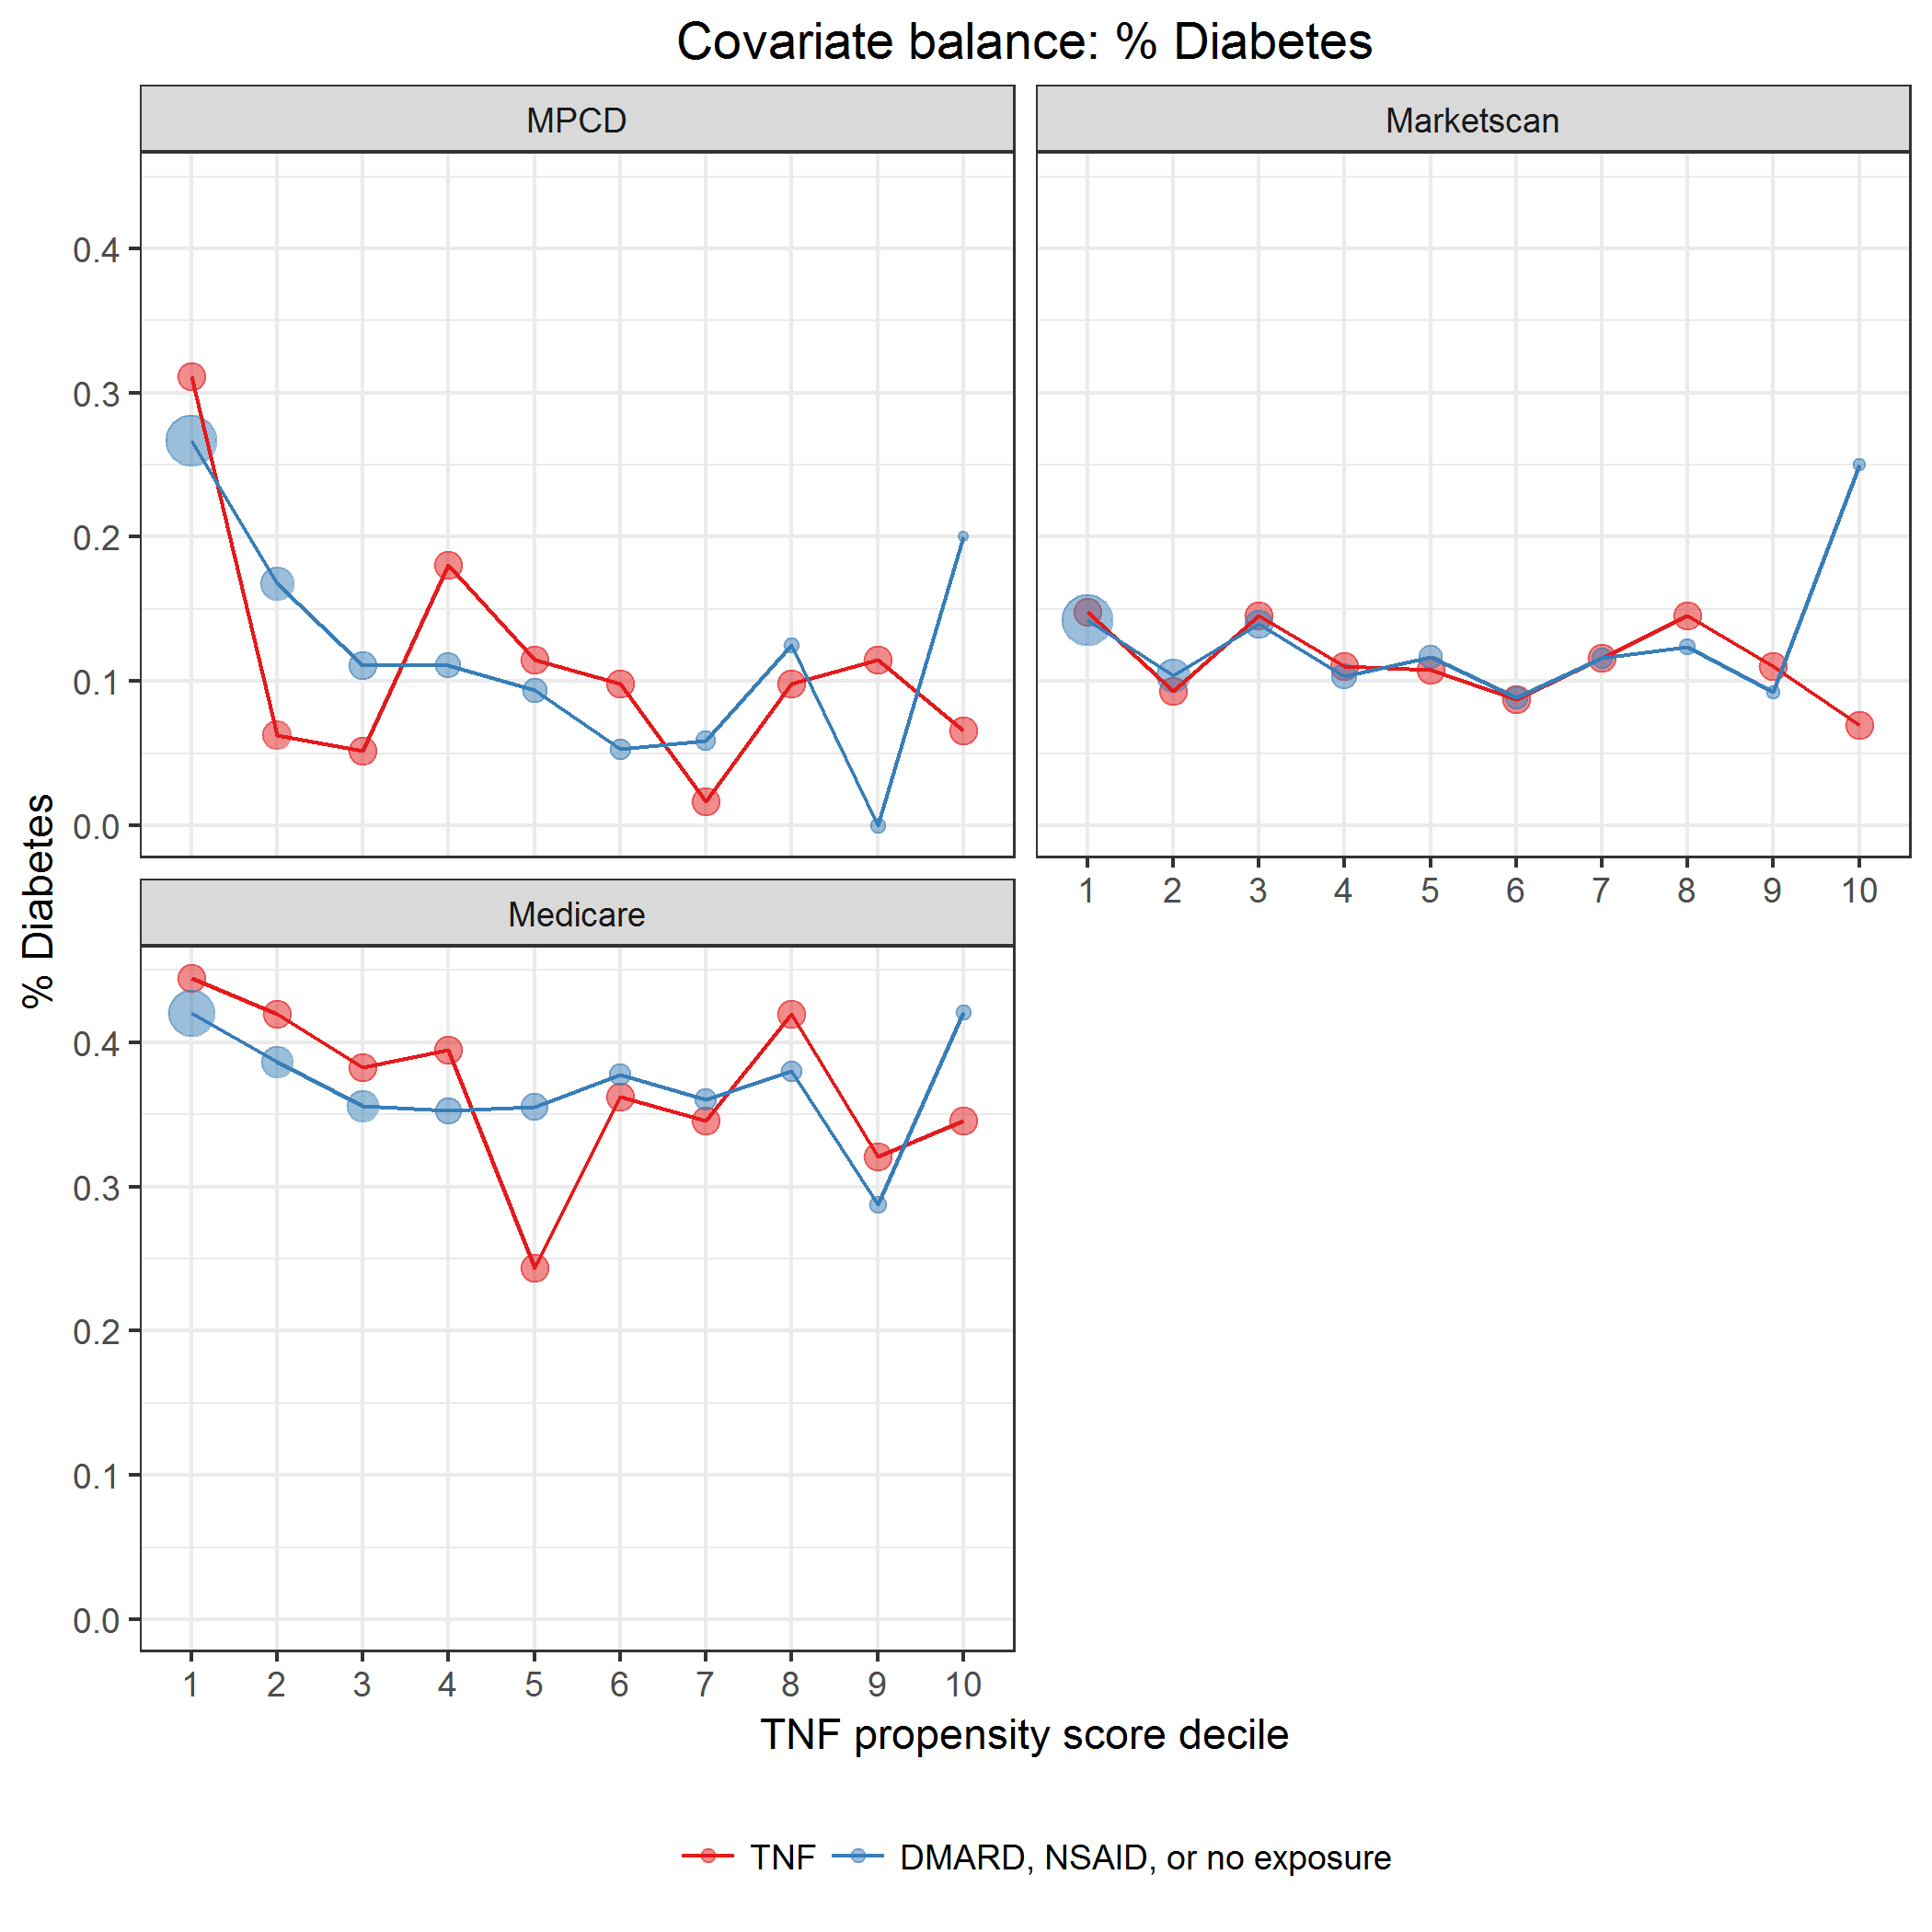 Covariate balance: % Diabetes
MPCD
Marketscan
0.4
0.3
0.2
0.1
0.0
1 2 3 4 5 6 7 8 9 10
Medicare
0.4
0.3
0.2
0.1
0.0
1 2 3 4 5 6 7 8 9 10
% Diabetes
TNF propensity score decile
TNF DMARD, NSAID, or no exposure